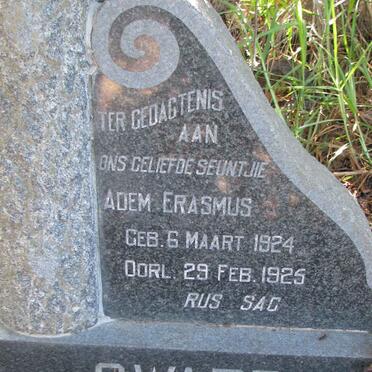 TER GEDAGTENIS
AAN
ONS GELIEFDE SEUNTJIE
ADEM ERASMUS
GEB. 6 MAART 1924
OORL. 29 FEB. 1925
RUS SAG